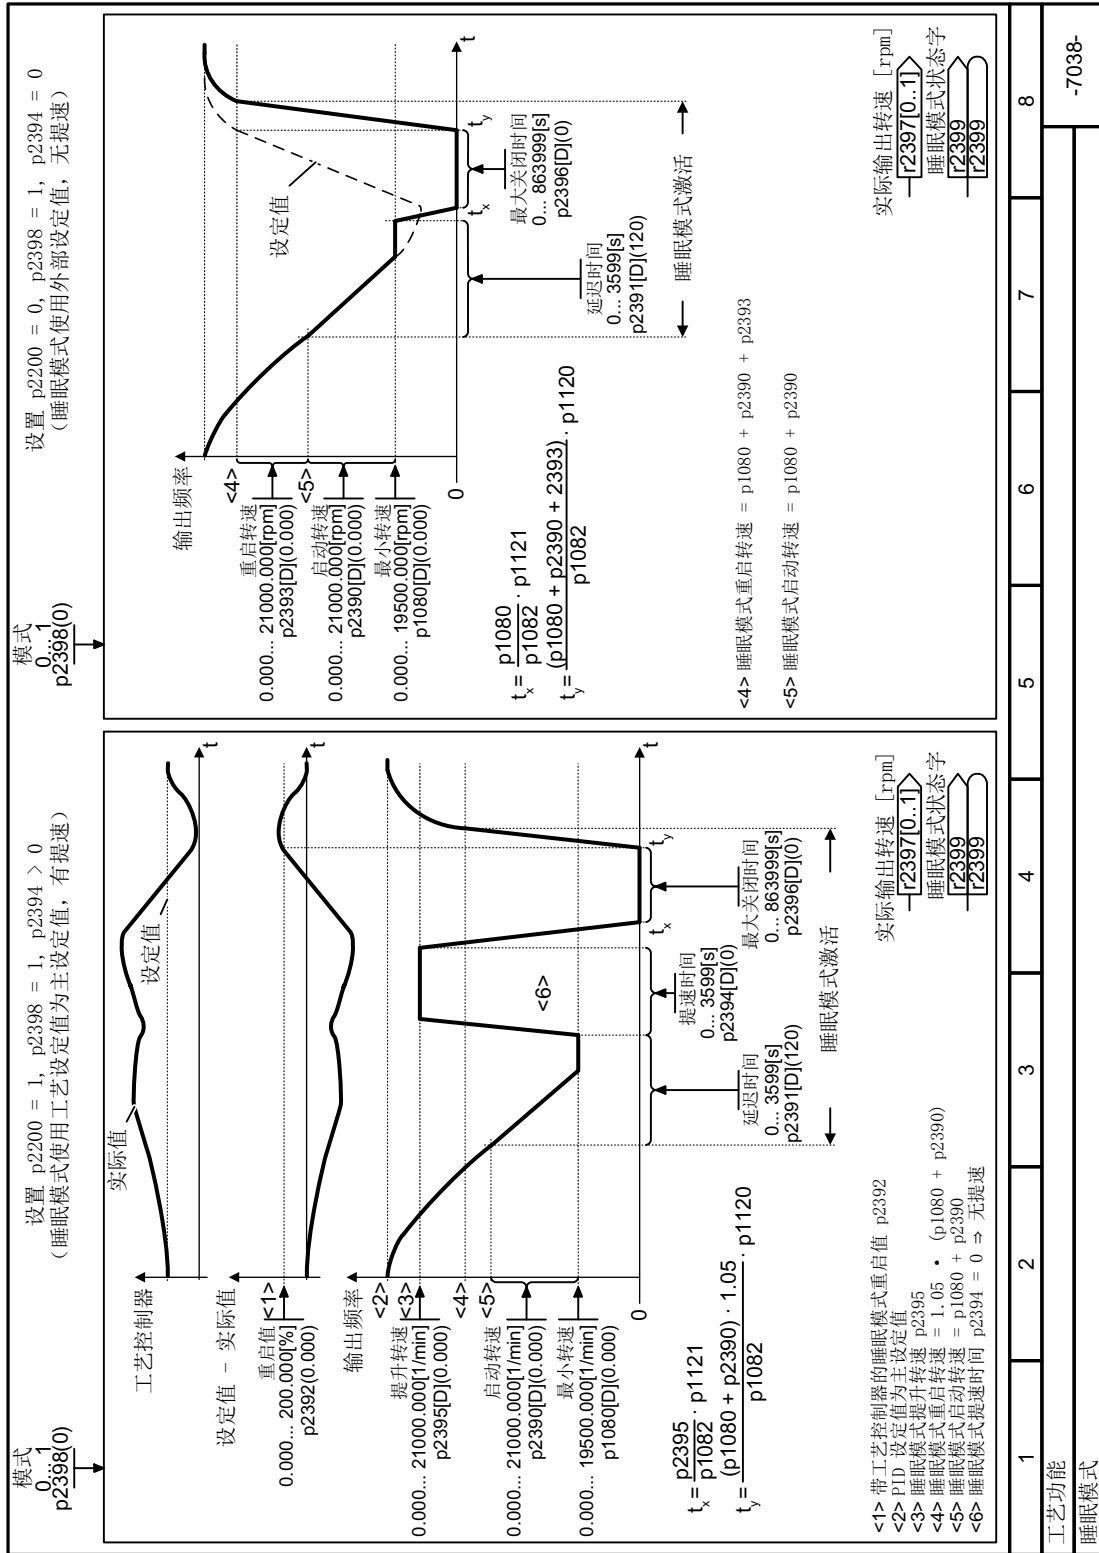 模式
0...1
p2398(0)
设置 p2200 = 1, p2398 = 1, p2394 > 0
(睡眠模式使用工艺设定值为主设定值, 有提速)
工艺控制器
实际值
设定值
t
设定值 - 实际值
<1>
重启值
0.000... 200.000[%]
p2392(0.000)
t
输出频率
<2>
<3>
提升转速
0.000... 21000.000[1/min]
p2395[D](0.000)
<4>
<5>
启动转速
0.000... 21000.000[1/min]
p2390[D](0.000)
最小转速
0.000... 19500.000[1/min]
p1080[D](0.000)
0
<6>
tx
ty
t
延迟时间
0... 3599[s]
p2391[D](120)
提速时间
0... 3599[s]
p2394[D](0)
最大关闭时间
0... 863999[s]
p2396[D](0)
睡眠模式激活
tx = p2395 / p1082 · p1121
ty = (p1080 + p2390) · 1.05 / p1082 · p1120
<1> 带工艺控制器的睡眠模式重启值 p2392
<2> PID 设定值为主设定值
<3> 睡眠模式提升转速 p2395
<4> 睡眠模式重启转速 = 1.05 • (p1080 + p2390)
<5> 睡眠模式启动转速 = p1080 + p2390
<6> 睡眠模式提速时间 p2394 = 0 ⇒ 无提速
实际输出转速 [rpm]
r2397[0..1]
睡眠模式状态字
r2399
r2399
模式
0...1
p2398(0)
设置 p2200 = 0, p2398 = 1, p2394 = 0
(睡眠模式使用外部设定值, 无提速)
输出频率
<4>
重启转速
0.000... 21000.000[rpm]
p2393[D](0.000)
<5>
启动转速
0.000... 21000.000[rpm]
p2390[D](0.000)
最小转速
0.000... 19500.000[rpm]
p1080[D](0.000)
0
设定值
tx
ty
t
延迟时间
0... 3599[s]
p2391[D](120)
最大关闭时间
0... 863999[s]
p2396[D](0)
睡眠模式激活
tx = p1080 / p1082 · p1121
ty = (p1080 + p2390 + 2393) / p1082 · p1120
<4> 睡眠模式重启转速 = p1080 + p2390 + p2393
<5> 睡眠模式启动转速 = p1080 + p2390
实际输出转速 [rpm]
r2397[0..1]
睡眠模式状态字
r2399
r2399
1 2 3 4 5 6 7 8
工艺功能
睡眠模式
-7038-